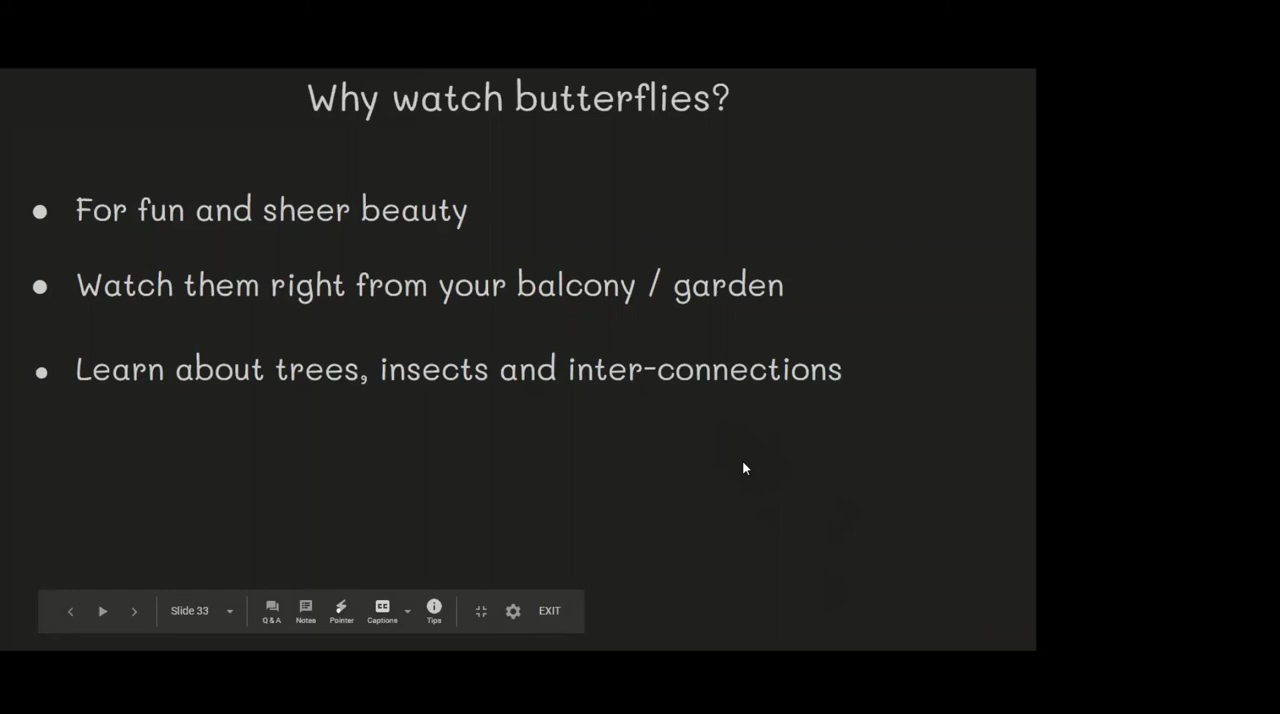 Why watch butterflies?
● For fun and sheer beauty
● Watch them right from your balcony / garden
● Learn about trees, insects and inter-connections
Slide 33 Q & A Notes Pointer CC Captions Tips EXIT